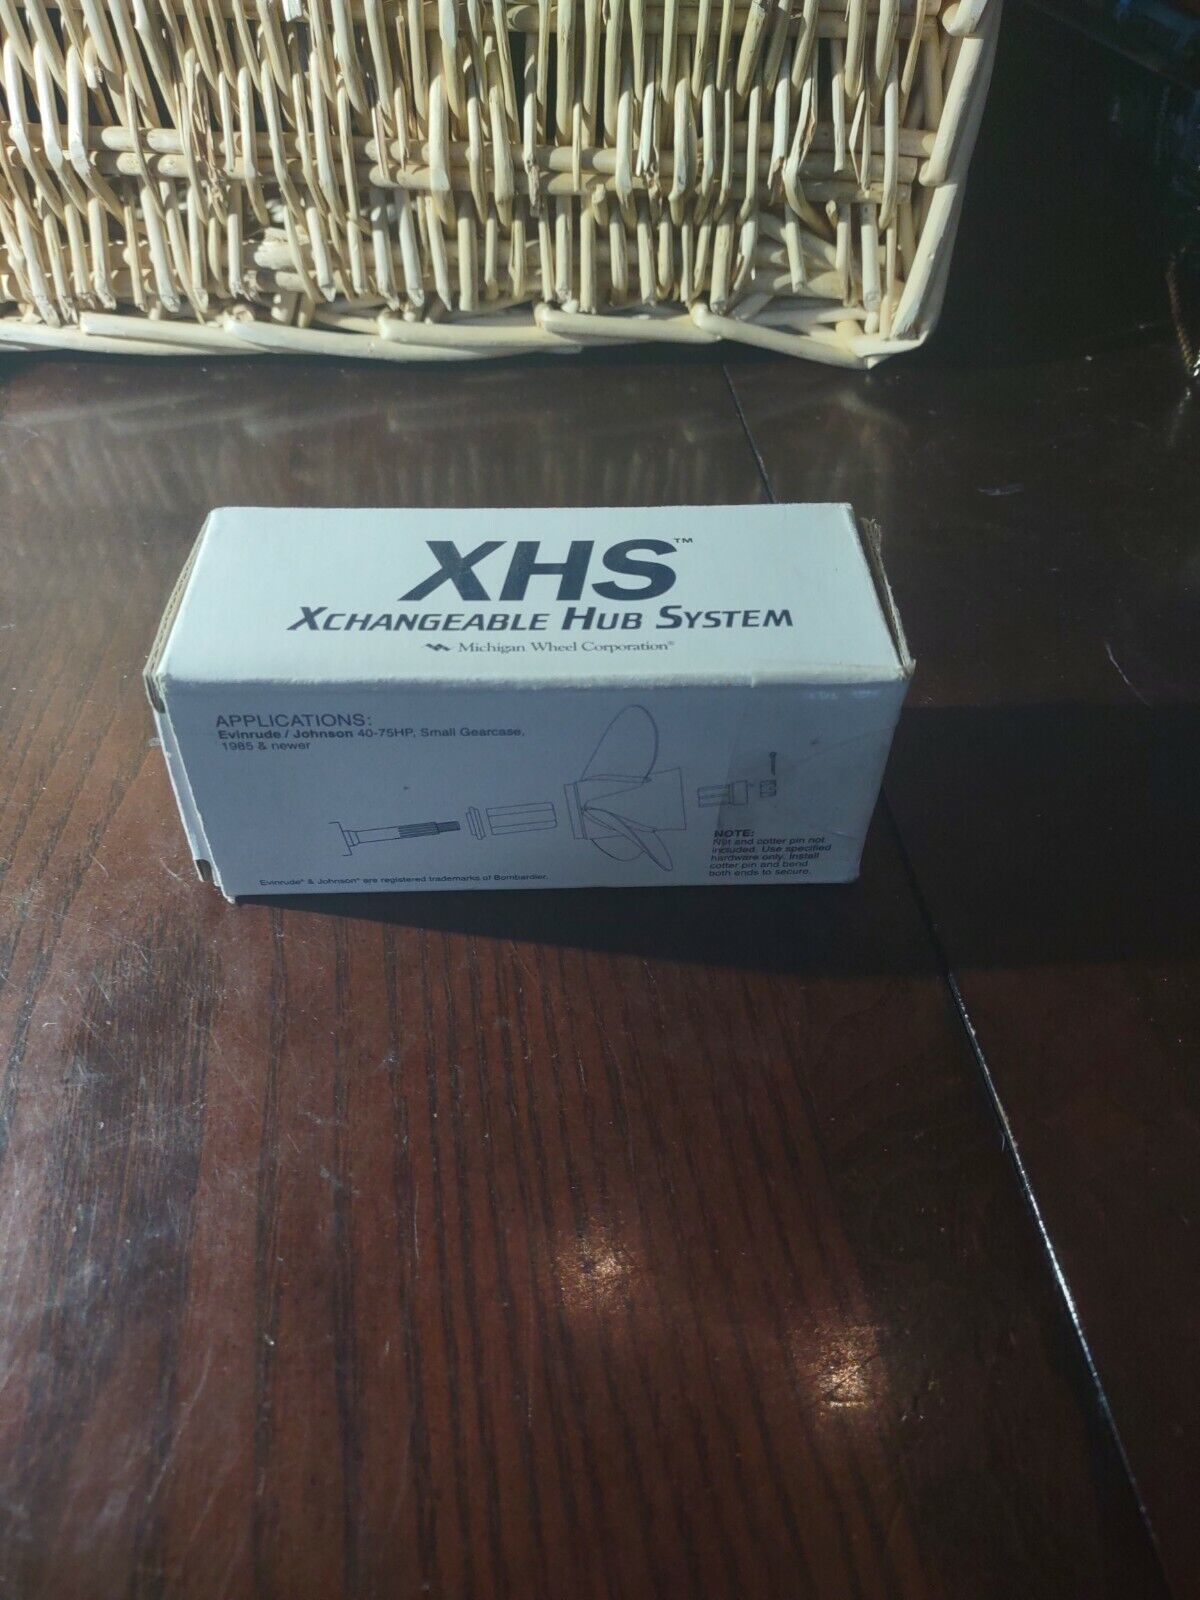 XHS™
XCHANGEABLE HUB SYSTEM
Michigan Wheel Corporation®
APPLICATIONS:
Evinrude / Johnson 40-75HP, Small Gearcase,
1985 & newer
NOTE:
Nut and cotter pin not
included. Use specified
hardware only. Install
cotter pin and bend
both ends to secure.
Evinrude® & Johnson® are registered trademarks of Bombardier.